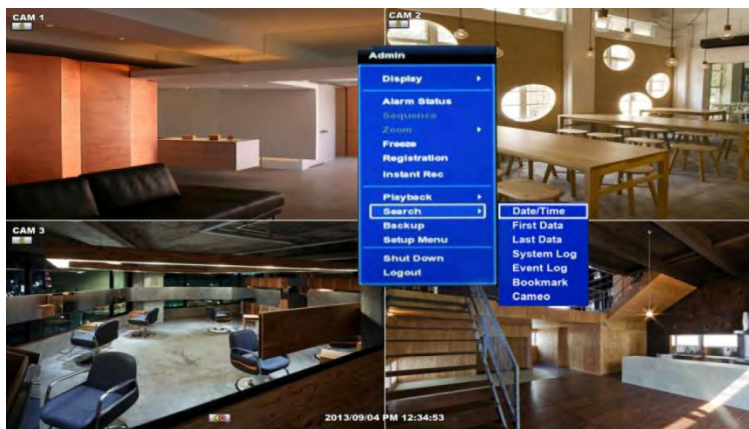 CAM 1
CAM 2
Admin
Display
Alarm Status
Sequence
Zoom
Freeze
Registration
Instant Rec
Playback
Search
Backup
Setup Menu
Shut Down
Logout
Date/Time
First Data
Last Data
System Log
Event Log
Bookmark
Cameo
CAM 3
2013/09/04 PM 12:34:53